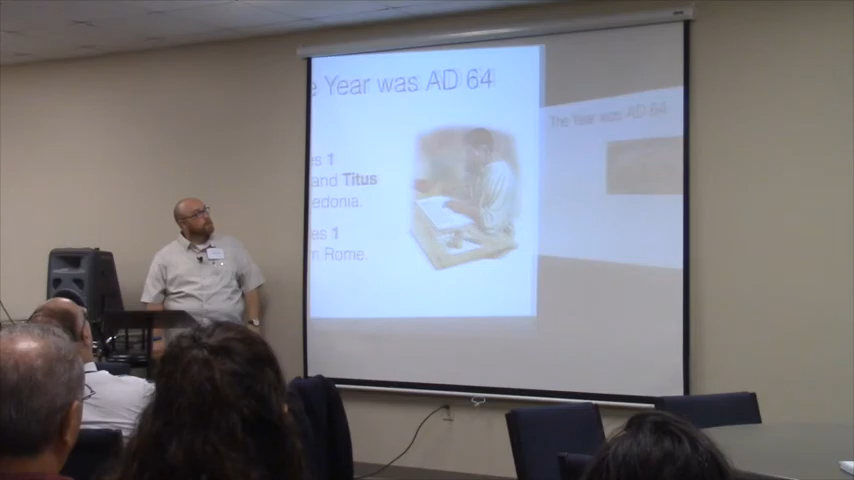 e Year was AD 64
The Year was AD 64
es 1
and Titus
edonia.
es 1
m Rome.